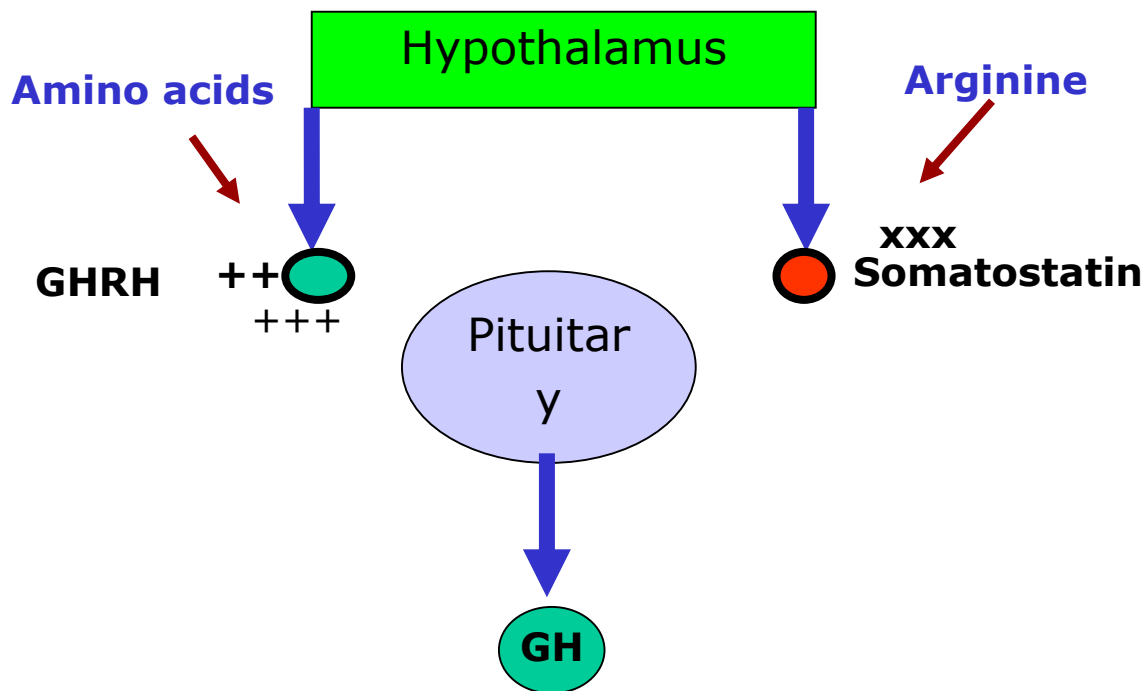 Hypothalamus
Amino acids
Arginine
xxx
GHRH
++
Somatostatin
+++
Pituitar
y
GH